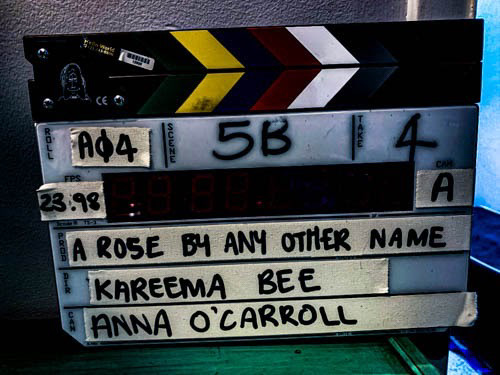 ROLL AØ4 SCENE 5B TAKE 4
FPS 23.98 CAM A
PROD A ROSE BY ANY OTHER NAME
DIR KAREEMA BEE
CAM ANNA O'CARROLL